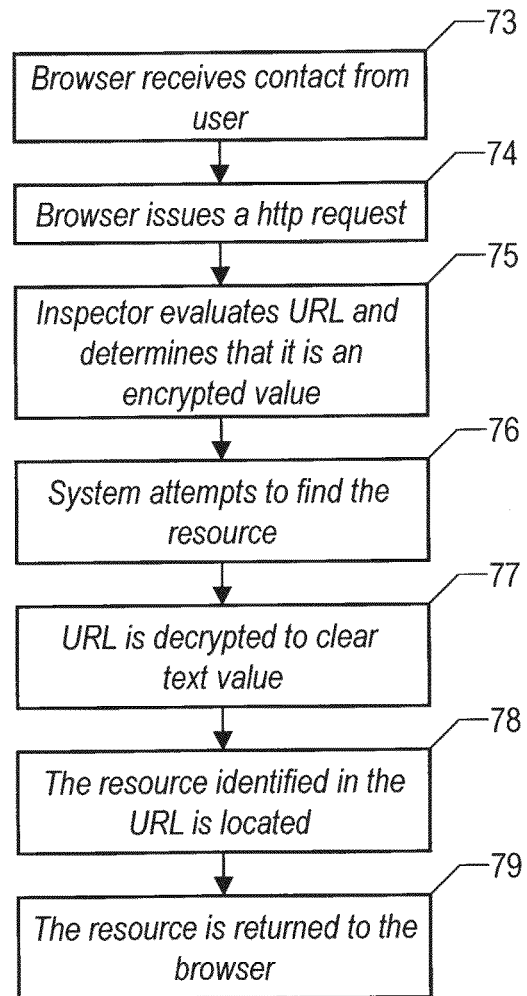 73
Browser receives contact from
user
74
Browser issues a http request
75
Inspector evaluates URL and
determines that it is an
encrypted value
76
System attempts to find the
resource
77
URL is decrypted to clear
text value
78
The resource identified in the
URL is located
79
The resource is returned to the
browser